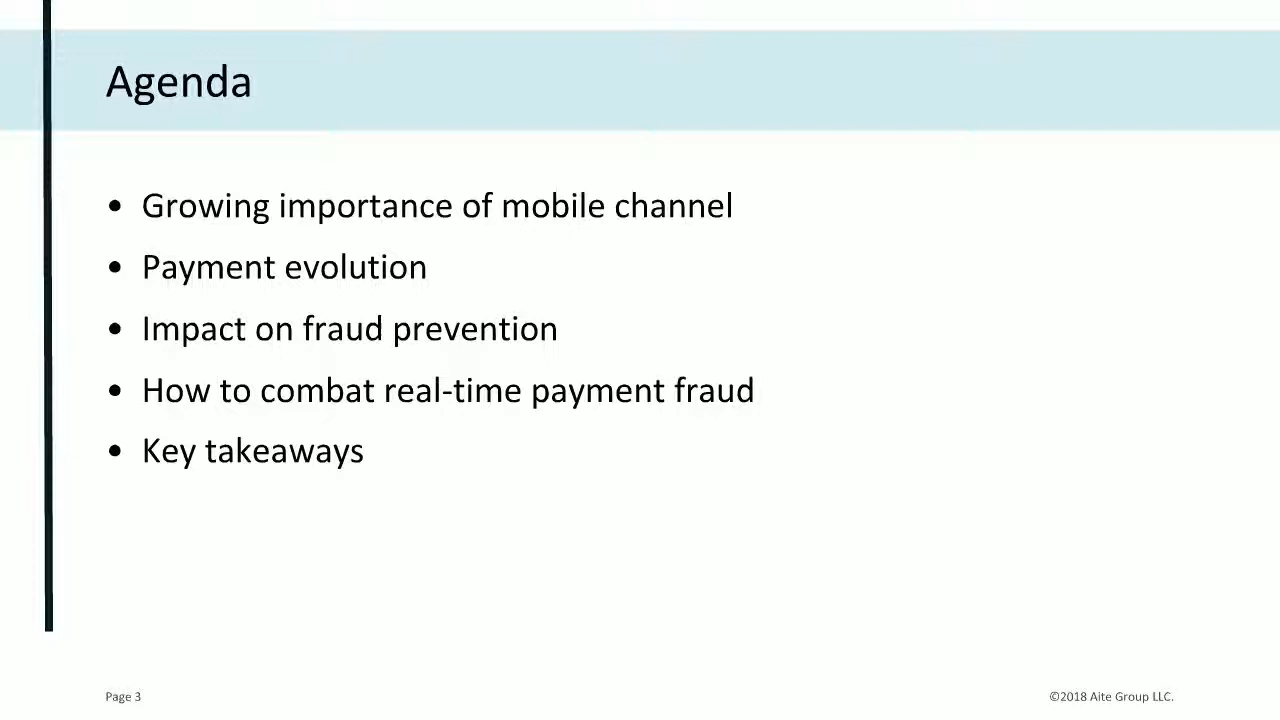 Agenda
• Growing importance of mobile channel
• Payment evolution
• Impact on fraud prevention
• How to combat real-time payment fraud
• Key takeaways
Page 3
©2018 Aite Group LLC.